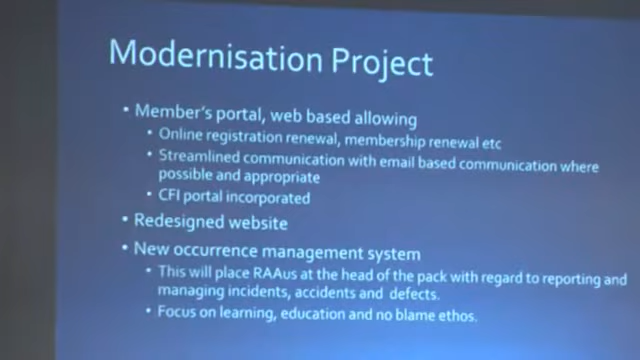 Modernisation Project
• Member's portal, web based allowing
• Online registration renewal, membership renewal etc
• Streamlined communication with email based communication where
possible and appropriate
• CFI portal incorporated
• Redesigned website
• New occurrence management system
• This will place RAAus at the head of the pack with regard to reporting and
managing incidents, accidents and defects.
• Focus on learning, education and no blame ethos.